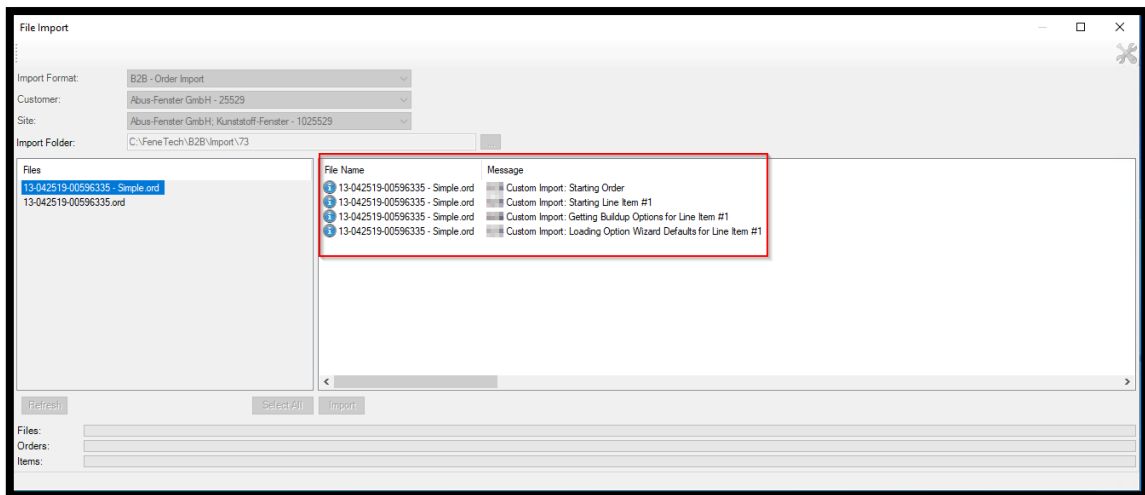 File Import
Import Format: B2B - Order Import
Customer: Abus-Fenster GmbH - 25529
Site: Abus-Fenster GmbH; Kunststoff-Fenster - 1025529
Import Folder: C:\FeneTech\B2B\Import\73 ...
Files
13-042519-00596335 - Simple.ord
13-042519-00596335.ord
File Name Message
13-042519-00596335 - Simple.ord Custom Import: Starting Order
13-042519-00596335 - Simple.ord Custom Import: Starting Line Item #1
13-042519-00596335 - Simple.ord Custom Import: Getting Buildup Options for Line Item #1
13-042519-00596335 - Simple.ord Custom Import: Loading Option Wizard Defaults for Line Item #1
Refresh Select All Import
Files:
Orders:
Items: